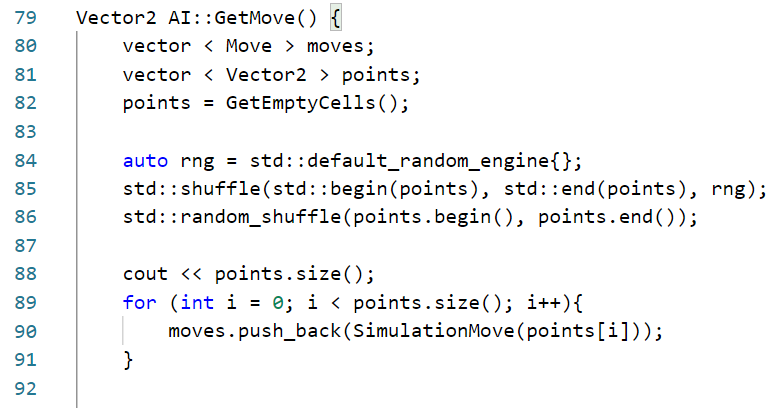 79 Vector2 AI::GetMove() {
80 vector < Move > moves;
81 vector < Vector2 > points;
82 points = GetEmptyCells();
83
84 auto rng = std::default_random_engine{};
85 std::shuffle(std::begin(points), std::end(points), rng);
86 std::random_shuffle(points.begin(), points.end());
87
88 cout << points.size();
89 for (int i = 0; i < points.size(); i++){
90 moves.push_back(SimulationMove(points[i]));
91 }
92